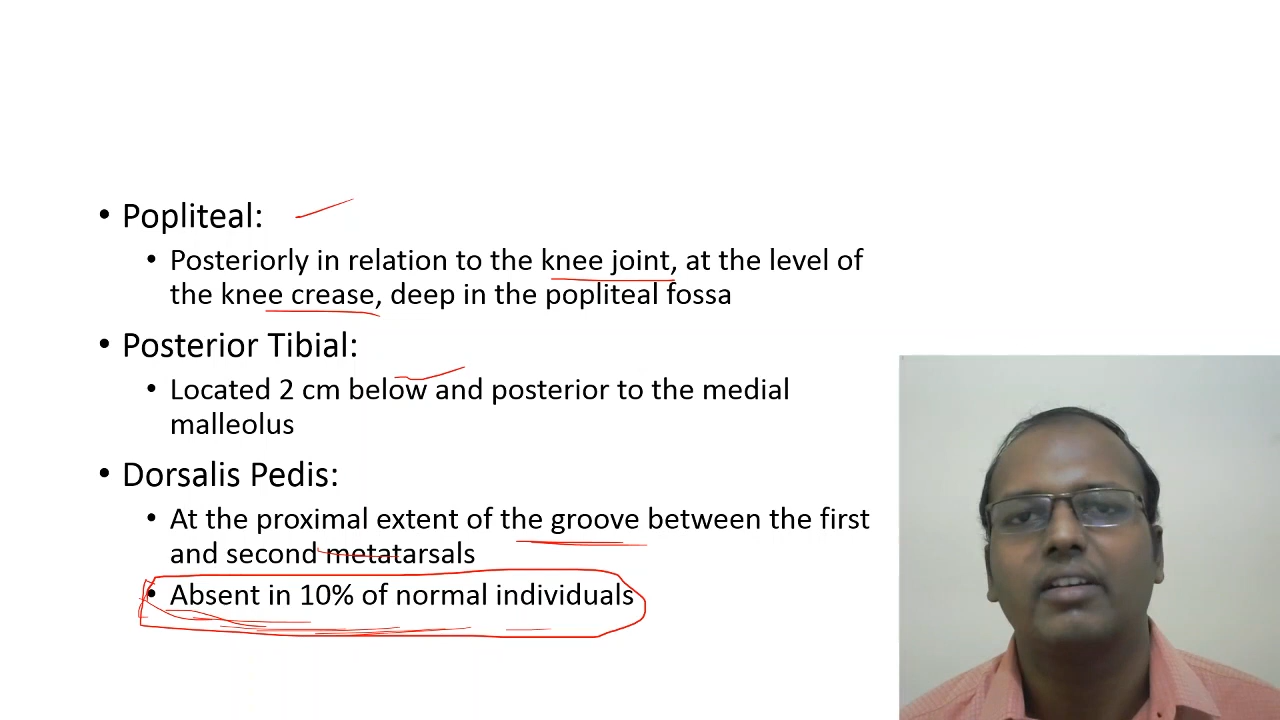 • Popliteal:
• Posteriorly in relation to the knee joint, at the level of
the knee crease, deep in the popliteal fossa
• Posterior Tibial:
• Located 2 cm below and posterior to the medial
malleolus
• Dorsalis Pedis:
• At the proximal extent of the groove between the first
and second metatarsals
• Absent in 10% of normal individuals